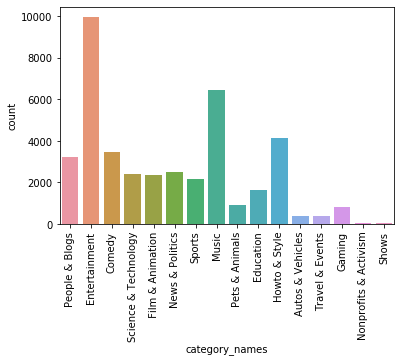 10000
8000
6000
4000
2000
0
count
People & Blogs
Entertainment
Comedy
Science & Technology
Film & Animation
News & Politics
Sports
Music
Pets & Animals
Education
Howto & Style
Autos & Vehicles
Travel & Events
Gaming
Nonprofits & Activism
Shows
category_names